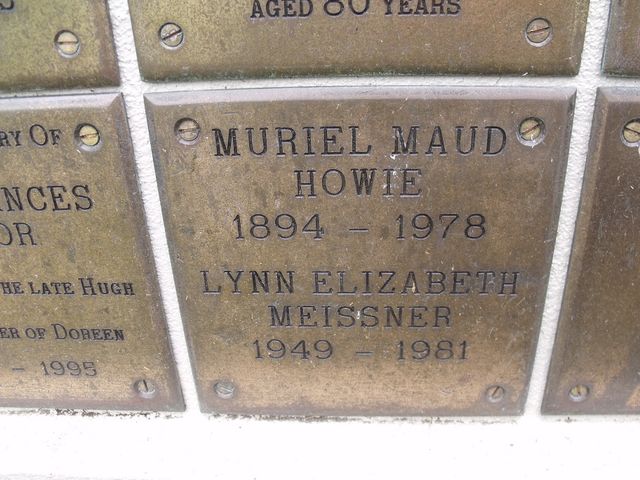 AGED 80 YEARS
RY OF
NCES
OR
HE LATE HUGH
ER OF DOREEN
- 1995
MURIEL MAUD
HOWIE
1894 - 1978
LYNN ELIZABETH
MEISSNER
1949 - 1981